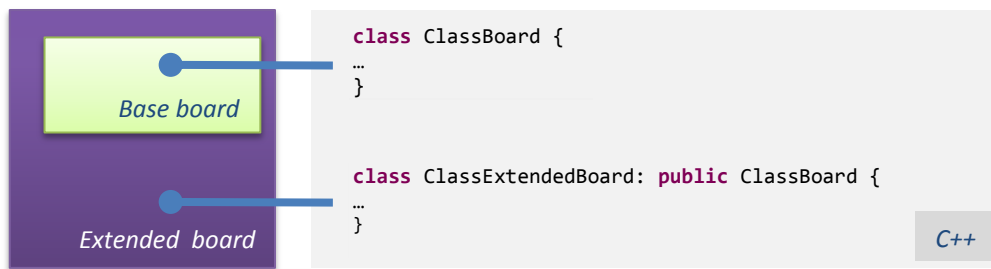 Base board
Extended board
class ClassBoard {
…
}
class ClassExtendedBoard: public ClassBoard {
…
}
C++